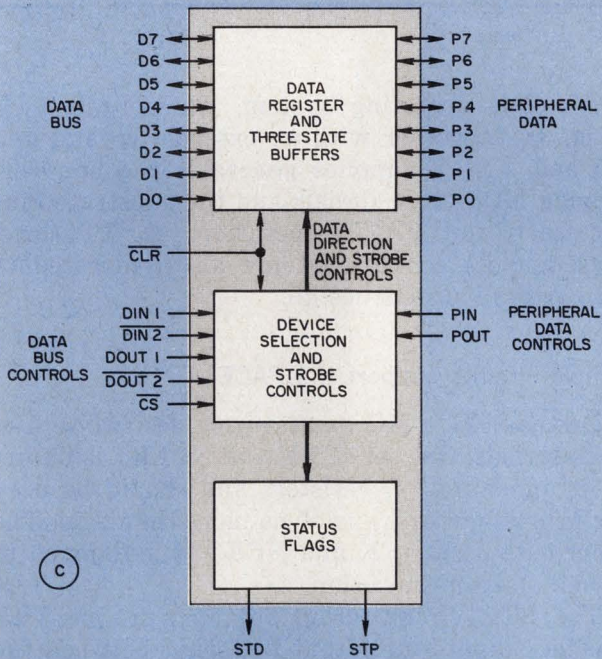 D7
D6
D5
D4
D3
D2
D1
D0
DATA
BUS
DATA
REGISTER
AND
THREE STATE
BUFFERS
P7
P6
P5
P4
P3
P2
P1
P0
PERIPHERAL
DATA
CLR
DATA
DIRECTION
AND STROBE
CONTROLS
DIN 1
DIN 2
DOUT 1
DOUT 2
CS
DATA
BUS
CONTROLS
DEVICE
SELECTION
AND
STROBE
CONTROLS
PIN
POUT
PERIPHERAL
DATA
CONTROLS
STATUS
FLAGS
C
STD
STP